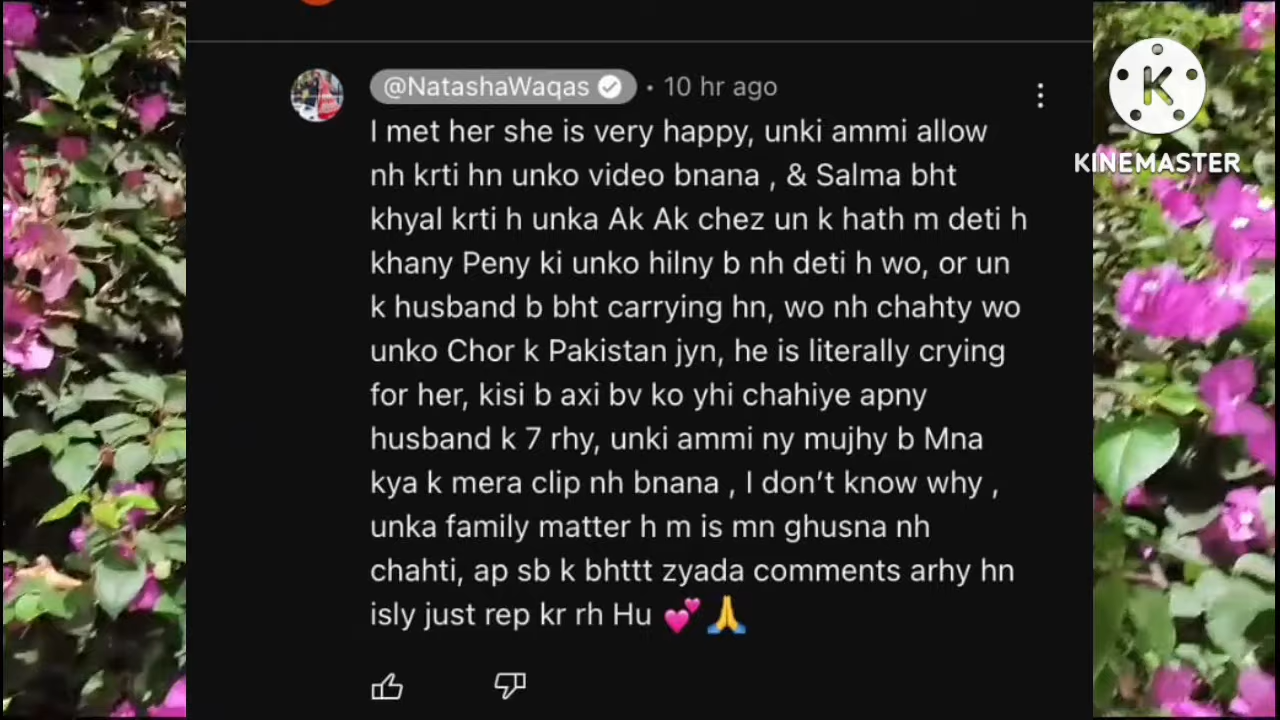 @NatashaWaqas • 10 hr ago
I met her she is very happy, unki ammi allow
nh krti hn unko video bnana , & Salma bht
khyal krti h unka Ak Ak chez un k hath m deti h
khany Peny ki unko hilny b nh deti h wo, or un
k husband b bht carrying hn, wo nh chahty wo
unko Chor k Pakistan jyn, he is literally crying
for her, kisi b axi bv ko yhi chahiye apny
husband k 7 rhy, unki ammi ny mujhy b Mna
kya k mera clip nh bnana , I don’t know why ,
unka family matter h m is mn ghusna nh
chahti, ap sb k bhttt zyada comments arhy hn
isly just rep kr rh Hu 💕🙏
K
KINEMASTER